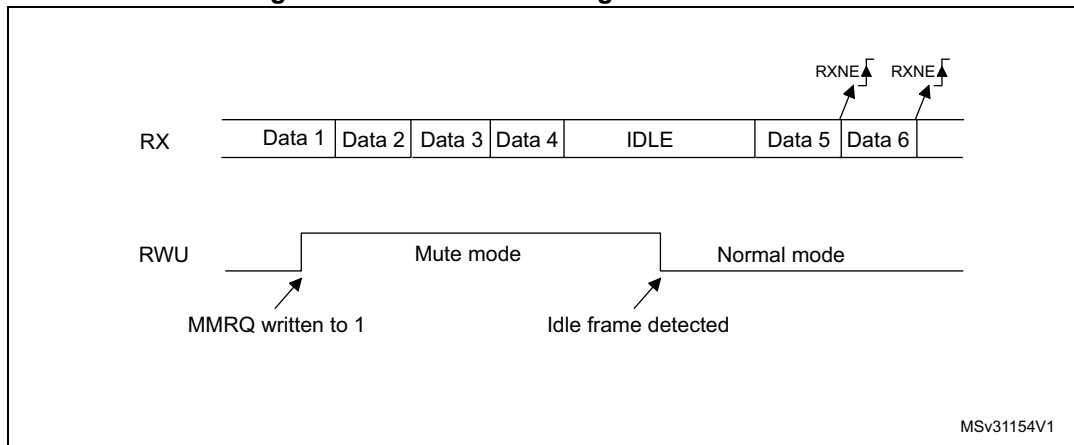 RXNE RXNE
RX Data 1 Data 2 Data 3 Data 4 IDLE Data 5 Data 6
RWU Mute mode Normal mode
MMRQ written to 1 Idle frame detected
MSv31154V1